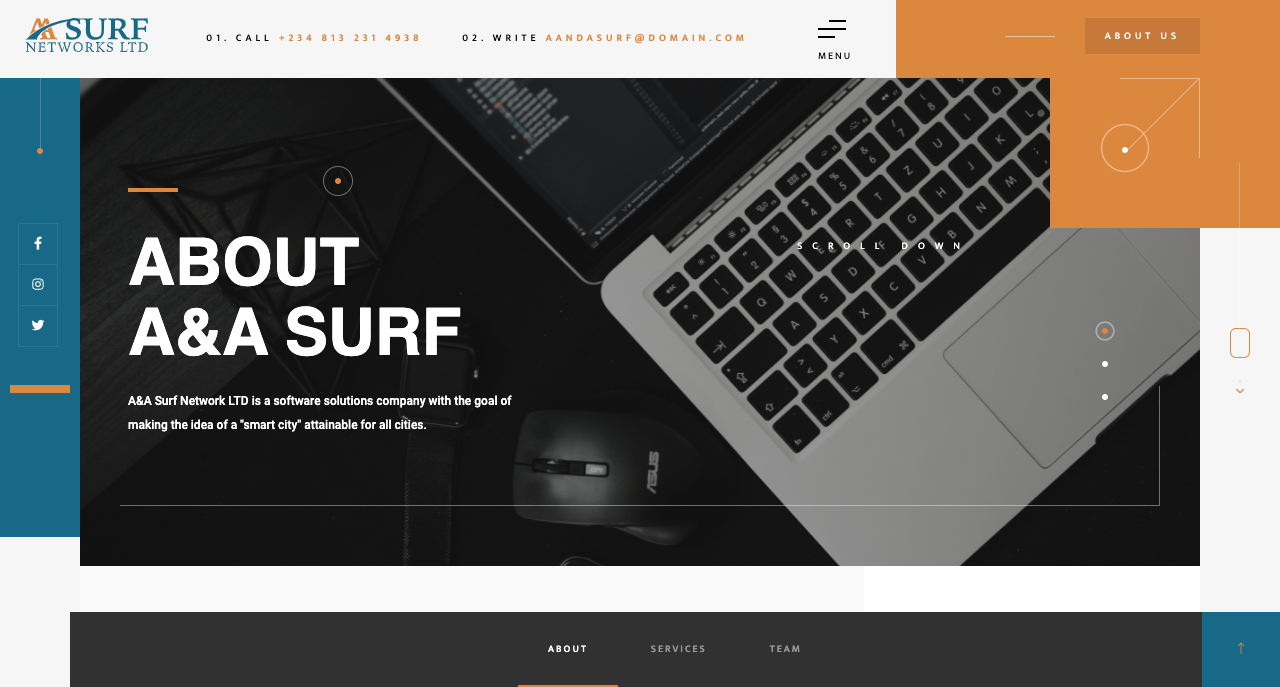 AA SURF
NETWORKS LTD
01. CALL +234 813 231 4938
02. WRITE AANDASURF@DOMAIN.COM
MENU
ABOUT US
SCROLL DOWN
ABOUT
A&A SURF
A&A Surf Network LTD is a software solutions company with the goal of
making the idea of a "smart city" attainable for all cities.
ASUS
ABOUT
SERVICES
TEAM